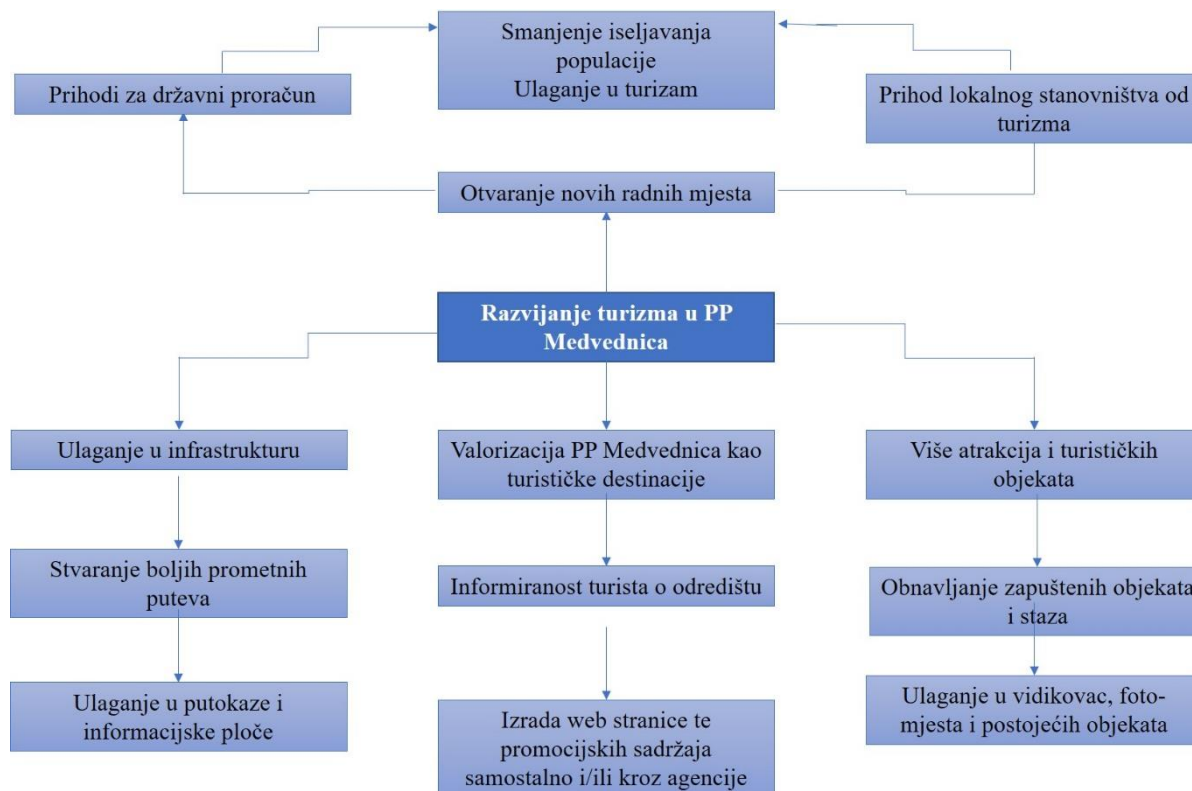 Smanjenje iseljavanja
populacije
Ulaganje u turizam
Prihodi za državni proračun
Prihod lokalnog stanovništva od
turizma
Otvaranje novih radnih mjesta
Razvijanje turizma u PP
Medvednica
Ulaganje u infrastrukturu
Valorizacija PP Medvednica kao
turističke destinacije
Više atrakcija i turističkih
objekata
Stvaranje boljih prometnih
puteva
Informiranost turista o odredištu
Obnavljanje zapuštenih objekata
i staza
Ulaganje u putokaze i
informacijske ploče
Izrada web stranice te
promocijskih sadržaja
samostalno i/ili kroz agencije
Ulaganje u vidikovac, foto-
mjesta i postojećih objekata